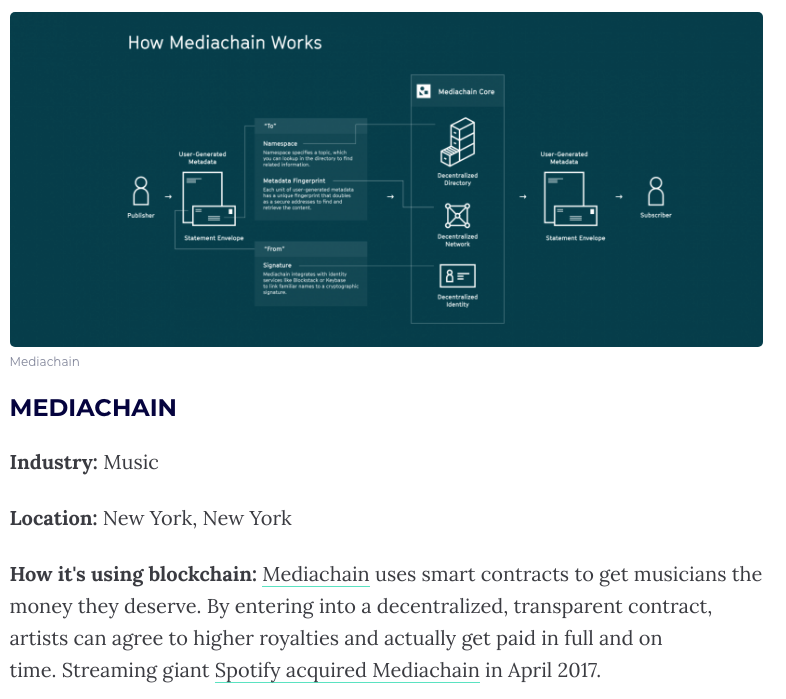 How Mediachain Works
Mediachain Core
"To"
Namespace
Namespace specifies a topic, which
you can lookup in the directory to find
related information.
Metadata Fingerprint
Each unit of user-generated metadata
has a unique fingerprint that doubles
as a secure addresses to find and
retrieve the content.
User-Generated
Metadata
Publisher
Statement Envelope
"From"
Signature
Mediachain integrates with identity
services like Blockstack or Keybase
to link familiar names to a cryptographic
signature.
Decentralized
Directory
Decentralized
Network
Decentralized
Identity
User-Generated
Metadata
Statement Envelope
Subscriber
Mediachain
MEDIACHAIN
Industry: Music
Location: New York, New York
How it's using blockchain: Mediachain uses smart contracts to get musicians the
money they deserve. By entering into a decentralized, transparent contract,
artists can agree to higher royalties and actually get paid in full and on
time. Streaming giant Spotify acquired Mediachain in April 2017.